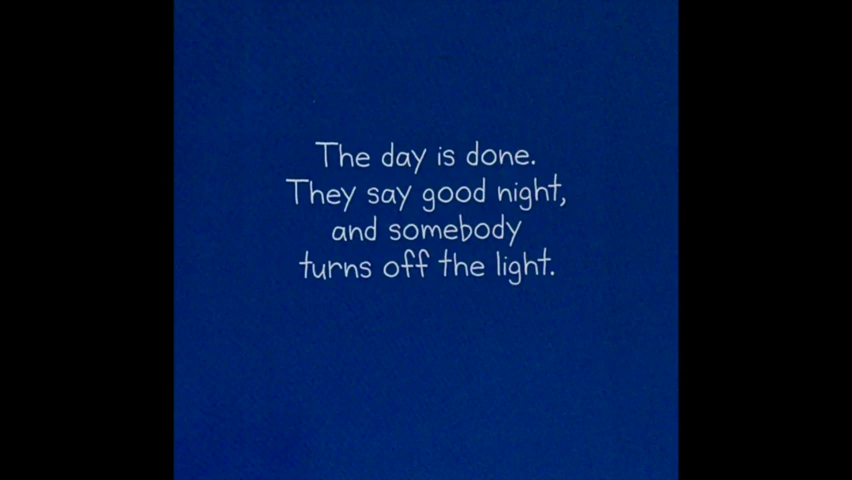 The day is done.
They say good night,
and somebody
turns off the light.